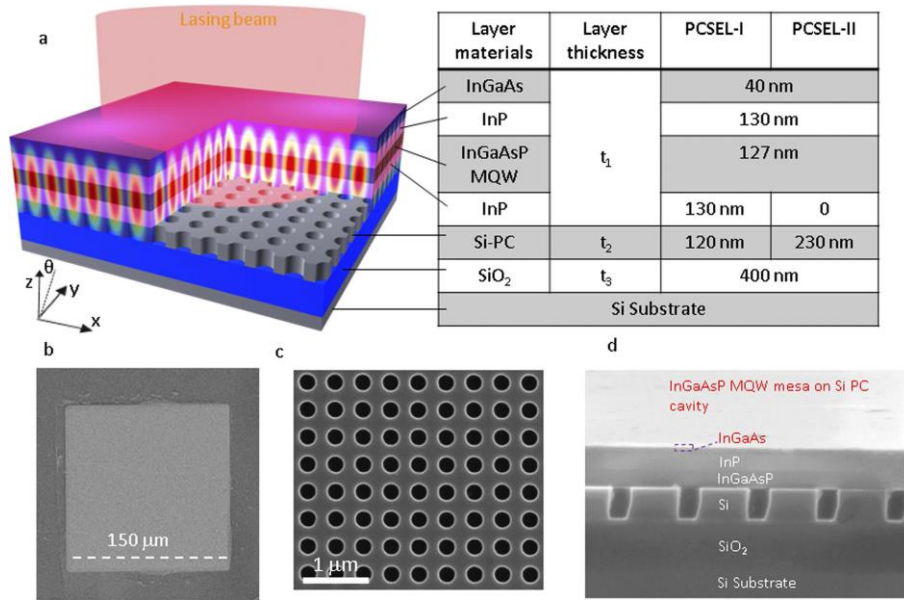 Lasing beam
a
θ
z
y
x
Layer materials
Layer thickness
PCSEL-I
PCSEL-II
InGaAs
t₁
40 nm
InP
130 nm
InGaAsP MQW
127 nm
InP
130 nm
0
Si-PC
t₂
120 nm
230 nm
SiO₂
t₃
400 nm
Si Substrate
b
150 μm
c
1 μm
d
InGaAsP MQW mesa on Si PC
cavity
InGaAs
InP
InGaAsP
Si
SiO₂
Si Substrate